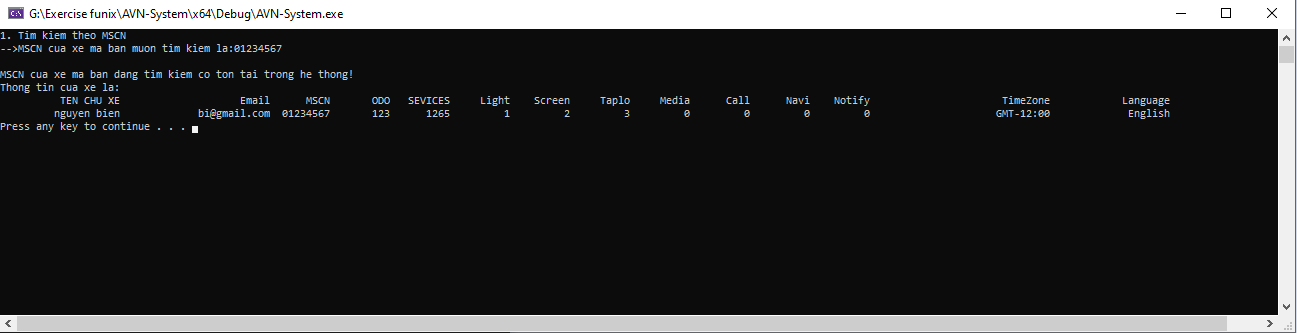 G:\Exercise funix\AVN-System\x64\Debug\AVN-System.exe
1. Tim kiem theo MSCN
-->MSCN cua xe ma ban muon tim kiem la:01234567
MSCN cua xe ma ban dang tim kiem co ton tai trong he thong!
Thong tin cua xe la:
TEN CHU XE Email MSCN ODO SEVICES Light Screen Taplo Media Call Navi Notify TimeZone Language
nguyen bien bi@gmail.com 01234567 123 1265 1 2 3 0 0 0 0 GMT-12:00 English
Press any key to continue . . .